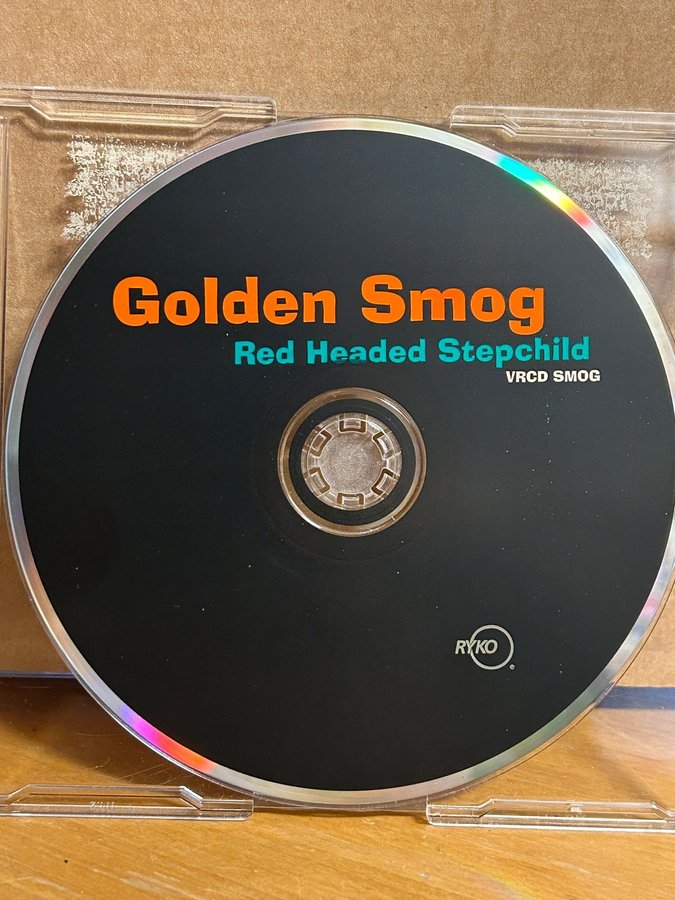 Golden Smog
Red Headed Stepchild
VRCD SMOG
RYKO
®